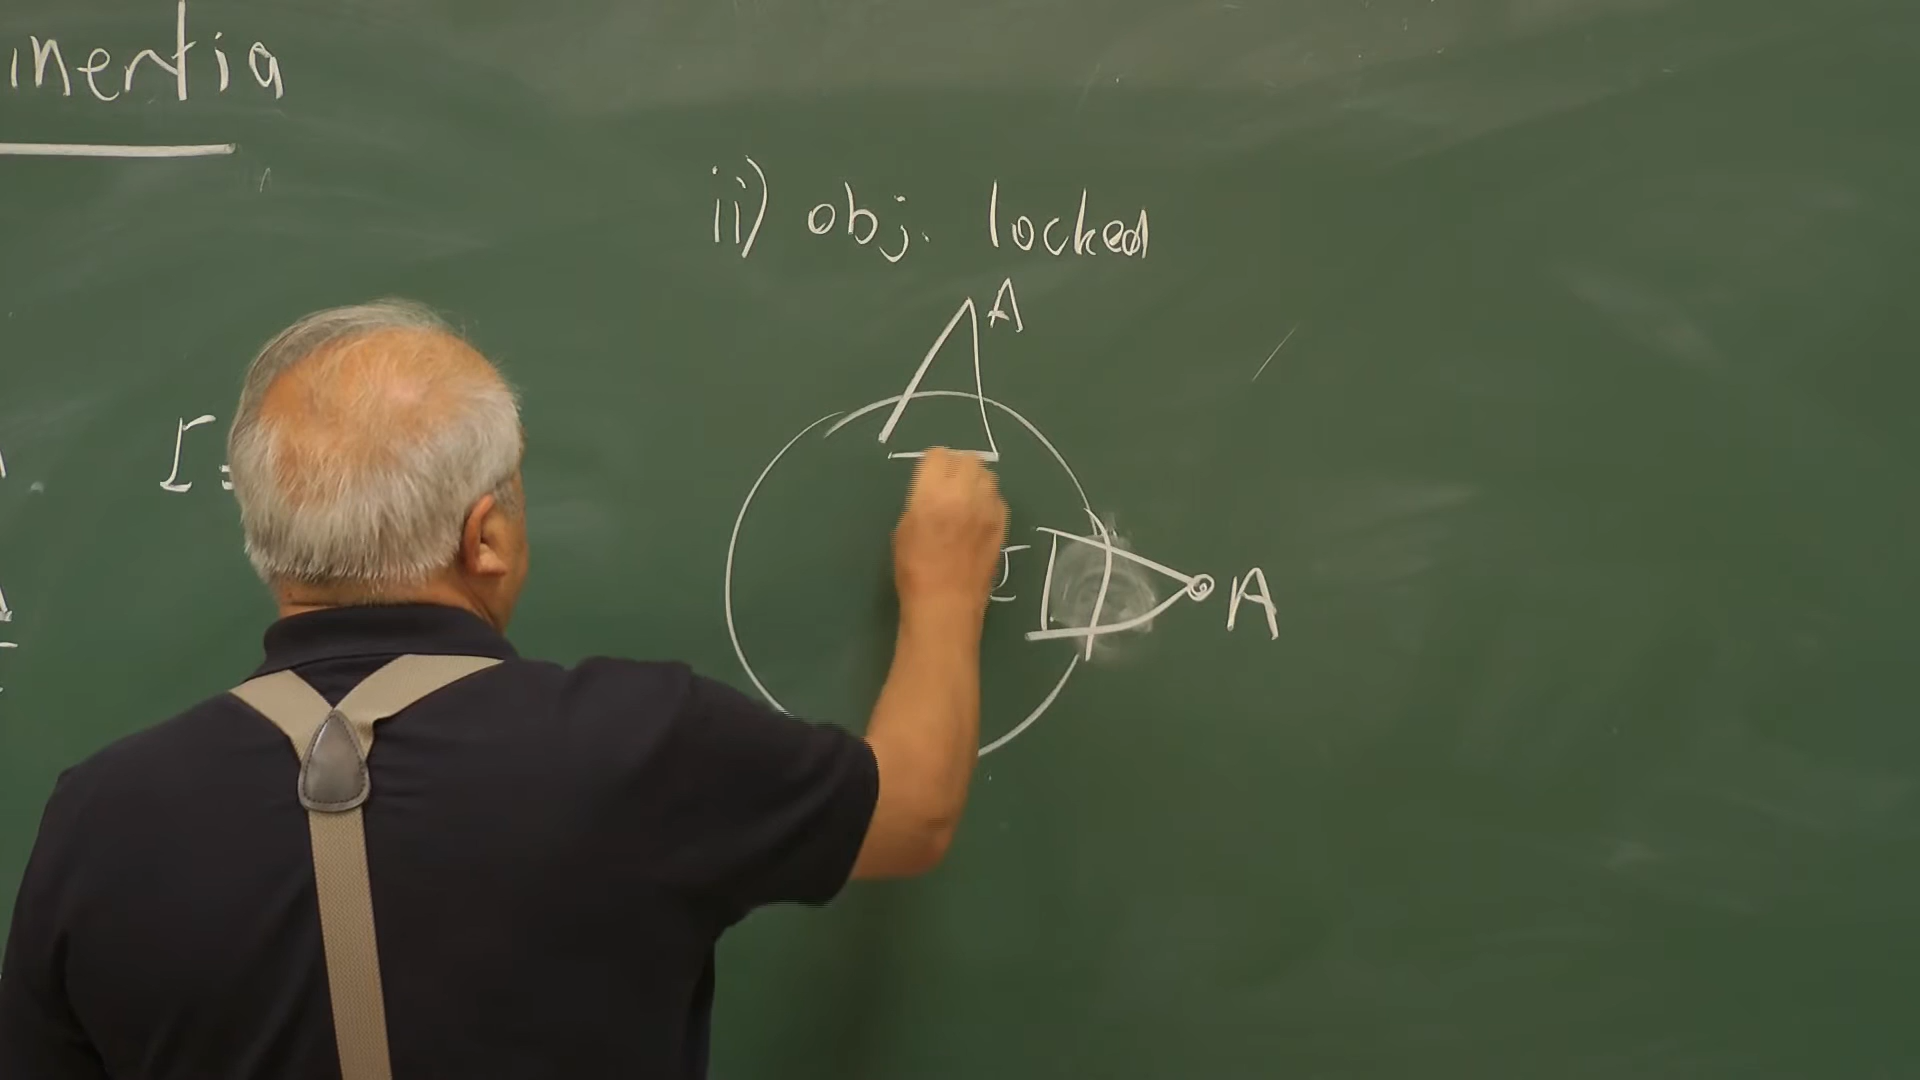 inertia
ii) obj. locked
A
I =
I
A